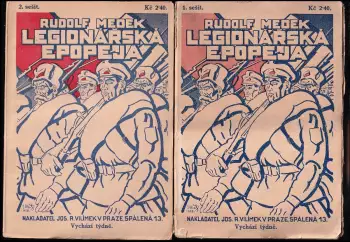 2. sešit.
Kč 2·40.
RUDOLF MEDEK
LEGIONÁŘSKÁ
EPOPEJA
NAKLADATEL JOS. R. VILÍMEK V PRAZE, SPÁLENÁ 13.
Vychází týdně.
1. sešit.
Kč 2·40.
RUDOLF MEDEK
LEGIONÁŘSKÁ
EPOPEJA
NAKLADATEL JOS. R. VILÍMEK V PRAZE, SPÁLENÁ 13.
Vychází týdně.